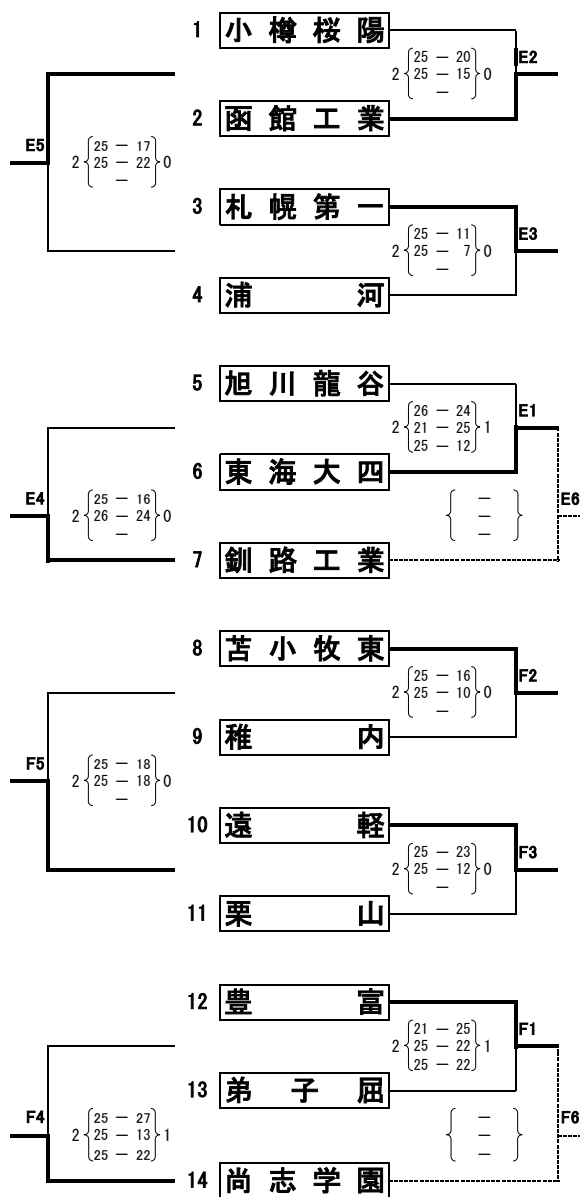 1 小樽桜陽
2 { 25 − 20 } 0 E2
25 − 15
−
2 函館工業
E5
2 { 25 − 17 } 0
25 − 22
−
3 札幌第一
2 { 25 − 11 } 0 E3
25 − 7
−
4 浦河
5 旭川龍谷
2 { 26 − 24 } 1 E1
21 − 25
25 − 12
6 東海大四
E4
2 { 25 − 16 } 0
26 − 24
−
{ − } E6
−
−
7 釧路工業
8 苫小牧東
2 { 25 − 16 } 0 F2
25 − 10
−
9 稚内
F5
2 { 25 − 18 } 0
25 − 18
−
10 遠軽
2 { 25 − 23 } 0 F3
25 − 12
−
11 栗山
12 豊富
2 { 21 − 25 } 1 F1
25 − 22
25 − 22
13 弟子屈
F4
2 { 25 − 27 } 1
25 − 13
25 − 22
{ − } F6
−
−
14 尚志学園